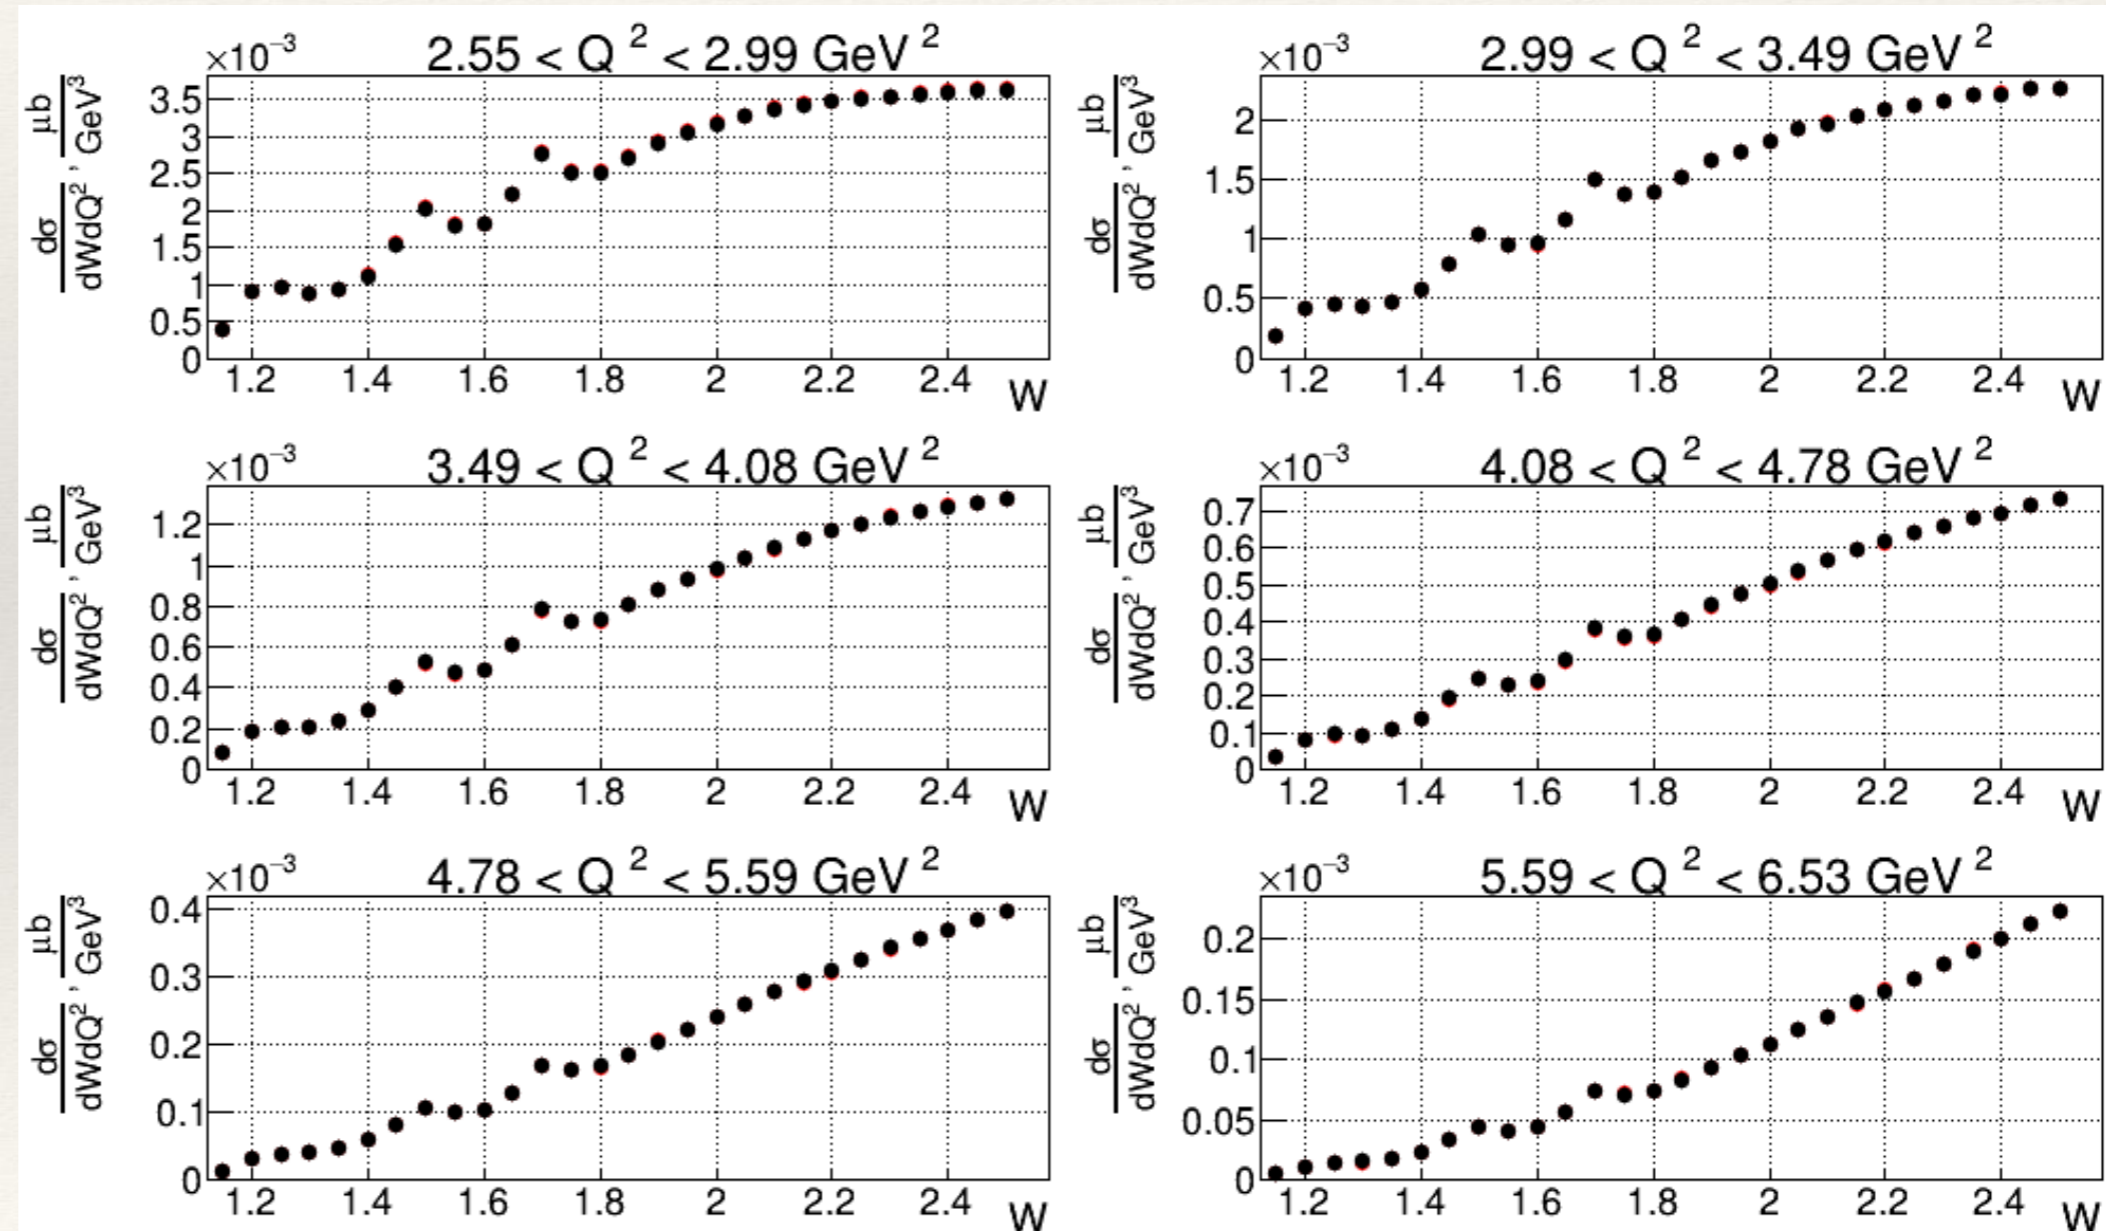 ×10⁻³ 2.55 < Q² < 2.99 GeV²
dσ/dWdQ², μb/GeV³
3.5
3
2.5
2
1.5
1
0.5
0
1.2 1.4 1.6 1.8 2 2.2 2.4 W
×10⁻³ 2.99 < Q² < 3.49 GeV²
dσ/dWdQ², μb/GeV³
2
1.5
1
0.5
0
1.2 1.4 1.6 1.8 2 2.2 2.4 W
×10⁻³ 3.49 < Q² < 4.08 GeV²
dσ/dWdQ², μb/GeV³
1.2
1
0.8
0.6
0.4
0.2
0
1.2 1.4 1.6 1.8 2 2.2 2.4 W
×10⁻³ 4.08 < Q² < 4.78 GeV²
dσ/dWdQ², μb/GeV³
0.7
0.6
0.5
0.4
0.3
0.2
0.1
0
1.2 1.4 1.6 1.8 2 2.2 2.4 W
×10⁻³ 4.78 < Q² < 5.59 GeV²
dσ/dWdQ², μb/GeV³
0.4
0.3
0.2
0.1
0
1.2 1.4 1.6 1.8 2 2.2 2.4 W
×10⁻³ 5.59 < Q² < 6.53 GeV²
dσ/dWdQ², μb/GeV³
0.2
0.15
0.1
0.05
0
1.2 1.4 1.6 1.8 2 2.2 2.4 W